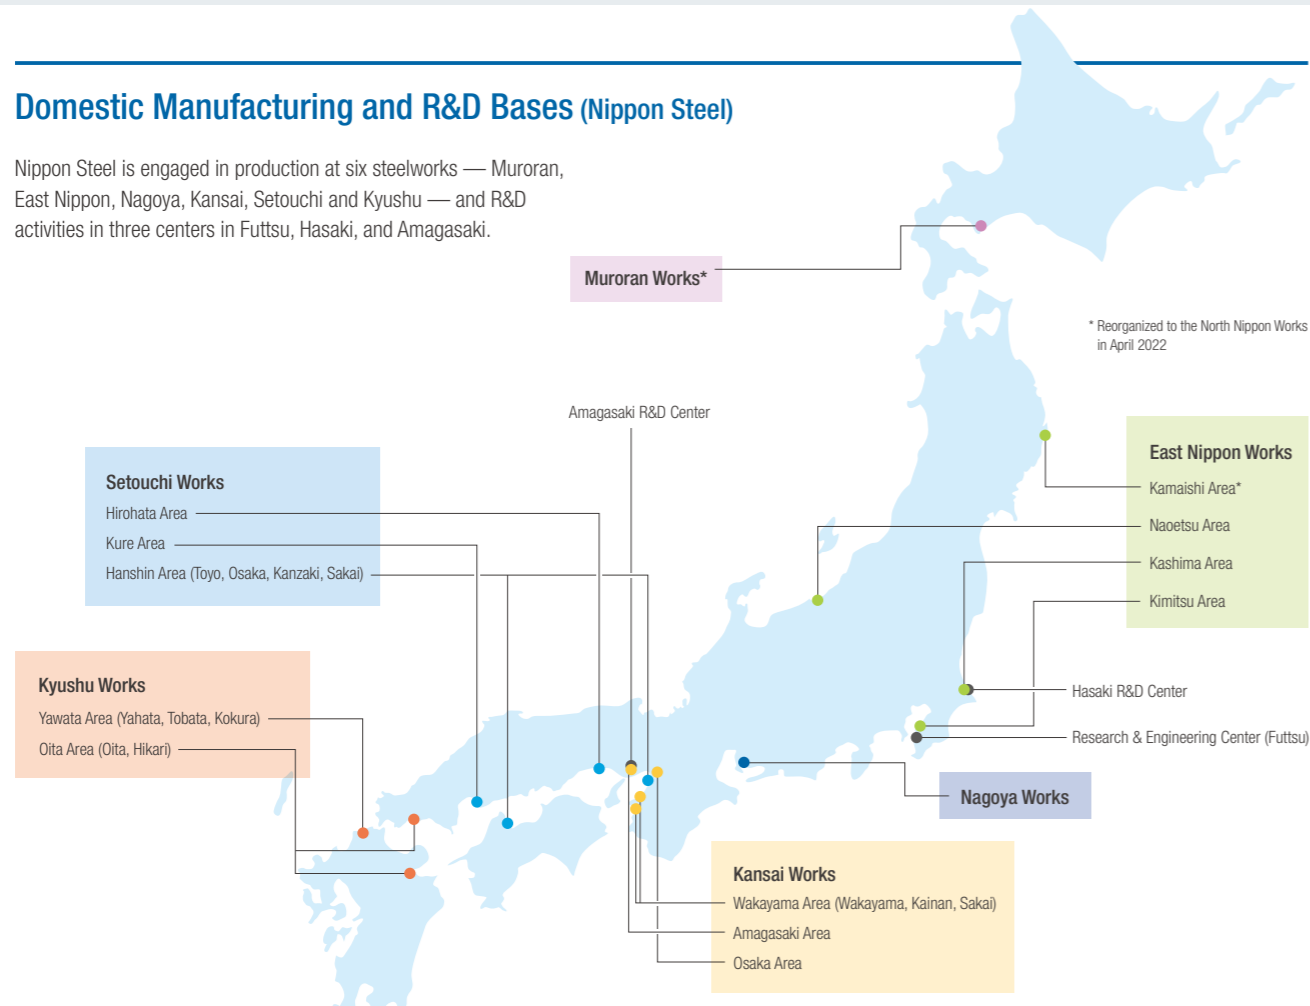 Domestic Manufacturing and R&D Bases (Nippon Steel)
Nippon Steel is engaged in production at six steelworks — Muroran,
East Nippon, Nagoya, Kansai, Setouchi and Kyushu — and R&D
activities in three centers in Futtsu, Hasaki, and Amagasaki.
Muroran Works*
* Reorganized to the North Nippon Works
in April 2022
Amagasaki R&D Center
East Nippon Works
Kamaishi Area*
Naoetsu Area
Kashima Area
Kimitsu Area
Setouchi Works
Hirohata Area
Kure Area
Hanshin Area (Toyo, Osaka, Kanzaki, Sakai)
Kyushu Works
Yawata Area (Yahata, Tobata, Kokura)
Oita Area (Oita, Hikari)
Hasaki R&D Center
Research & Engineering Center (Futtsu)
Nagoya Works
Kansai Works
Wakayama Area (Wakayama, Kainan, Sakai)
Amagasaki Area
Osaka Area